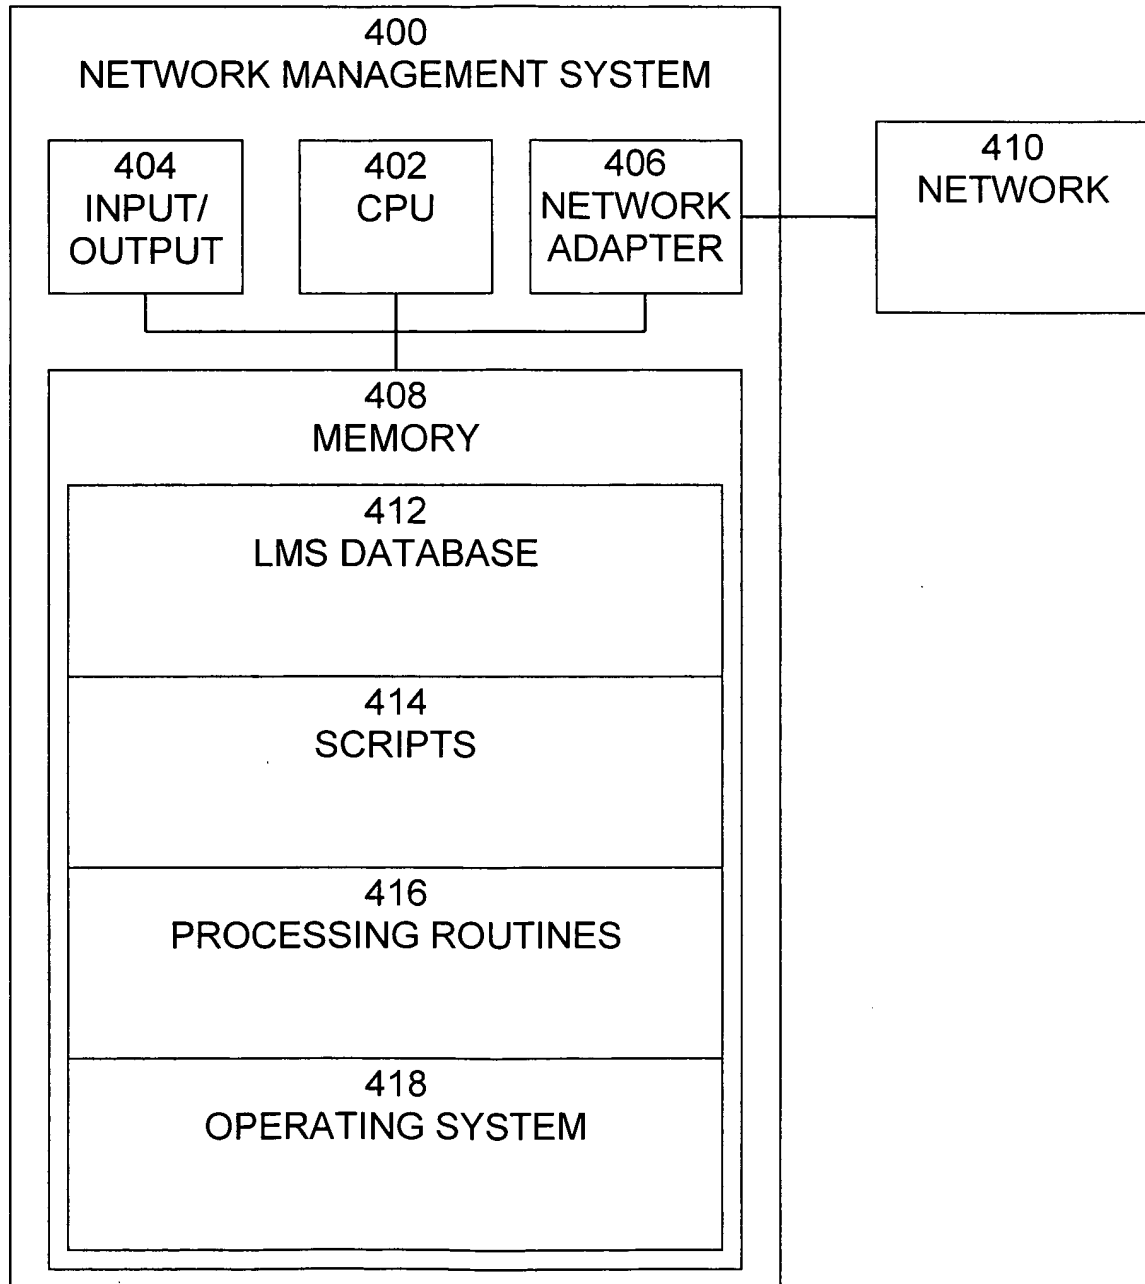 400
NETWORK MANAGEMENT SYSTEM
404
INPUT/
OUTPUT
402
CPU
406
NETWORK
ADAPTER
410
NETWORK
408
MEMORY
412
LMS DATABASE
414
SCRIPTS
416
PROCESSING ROUTINES
418
OPERATING SYSTEM